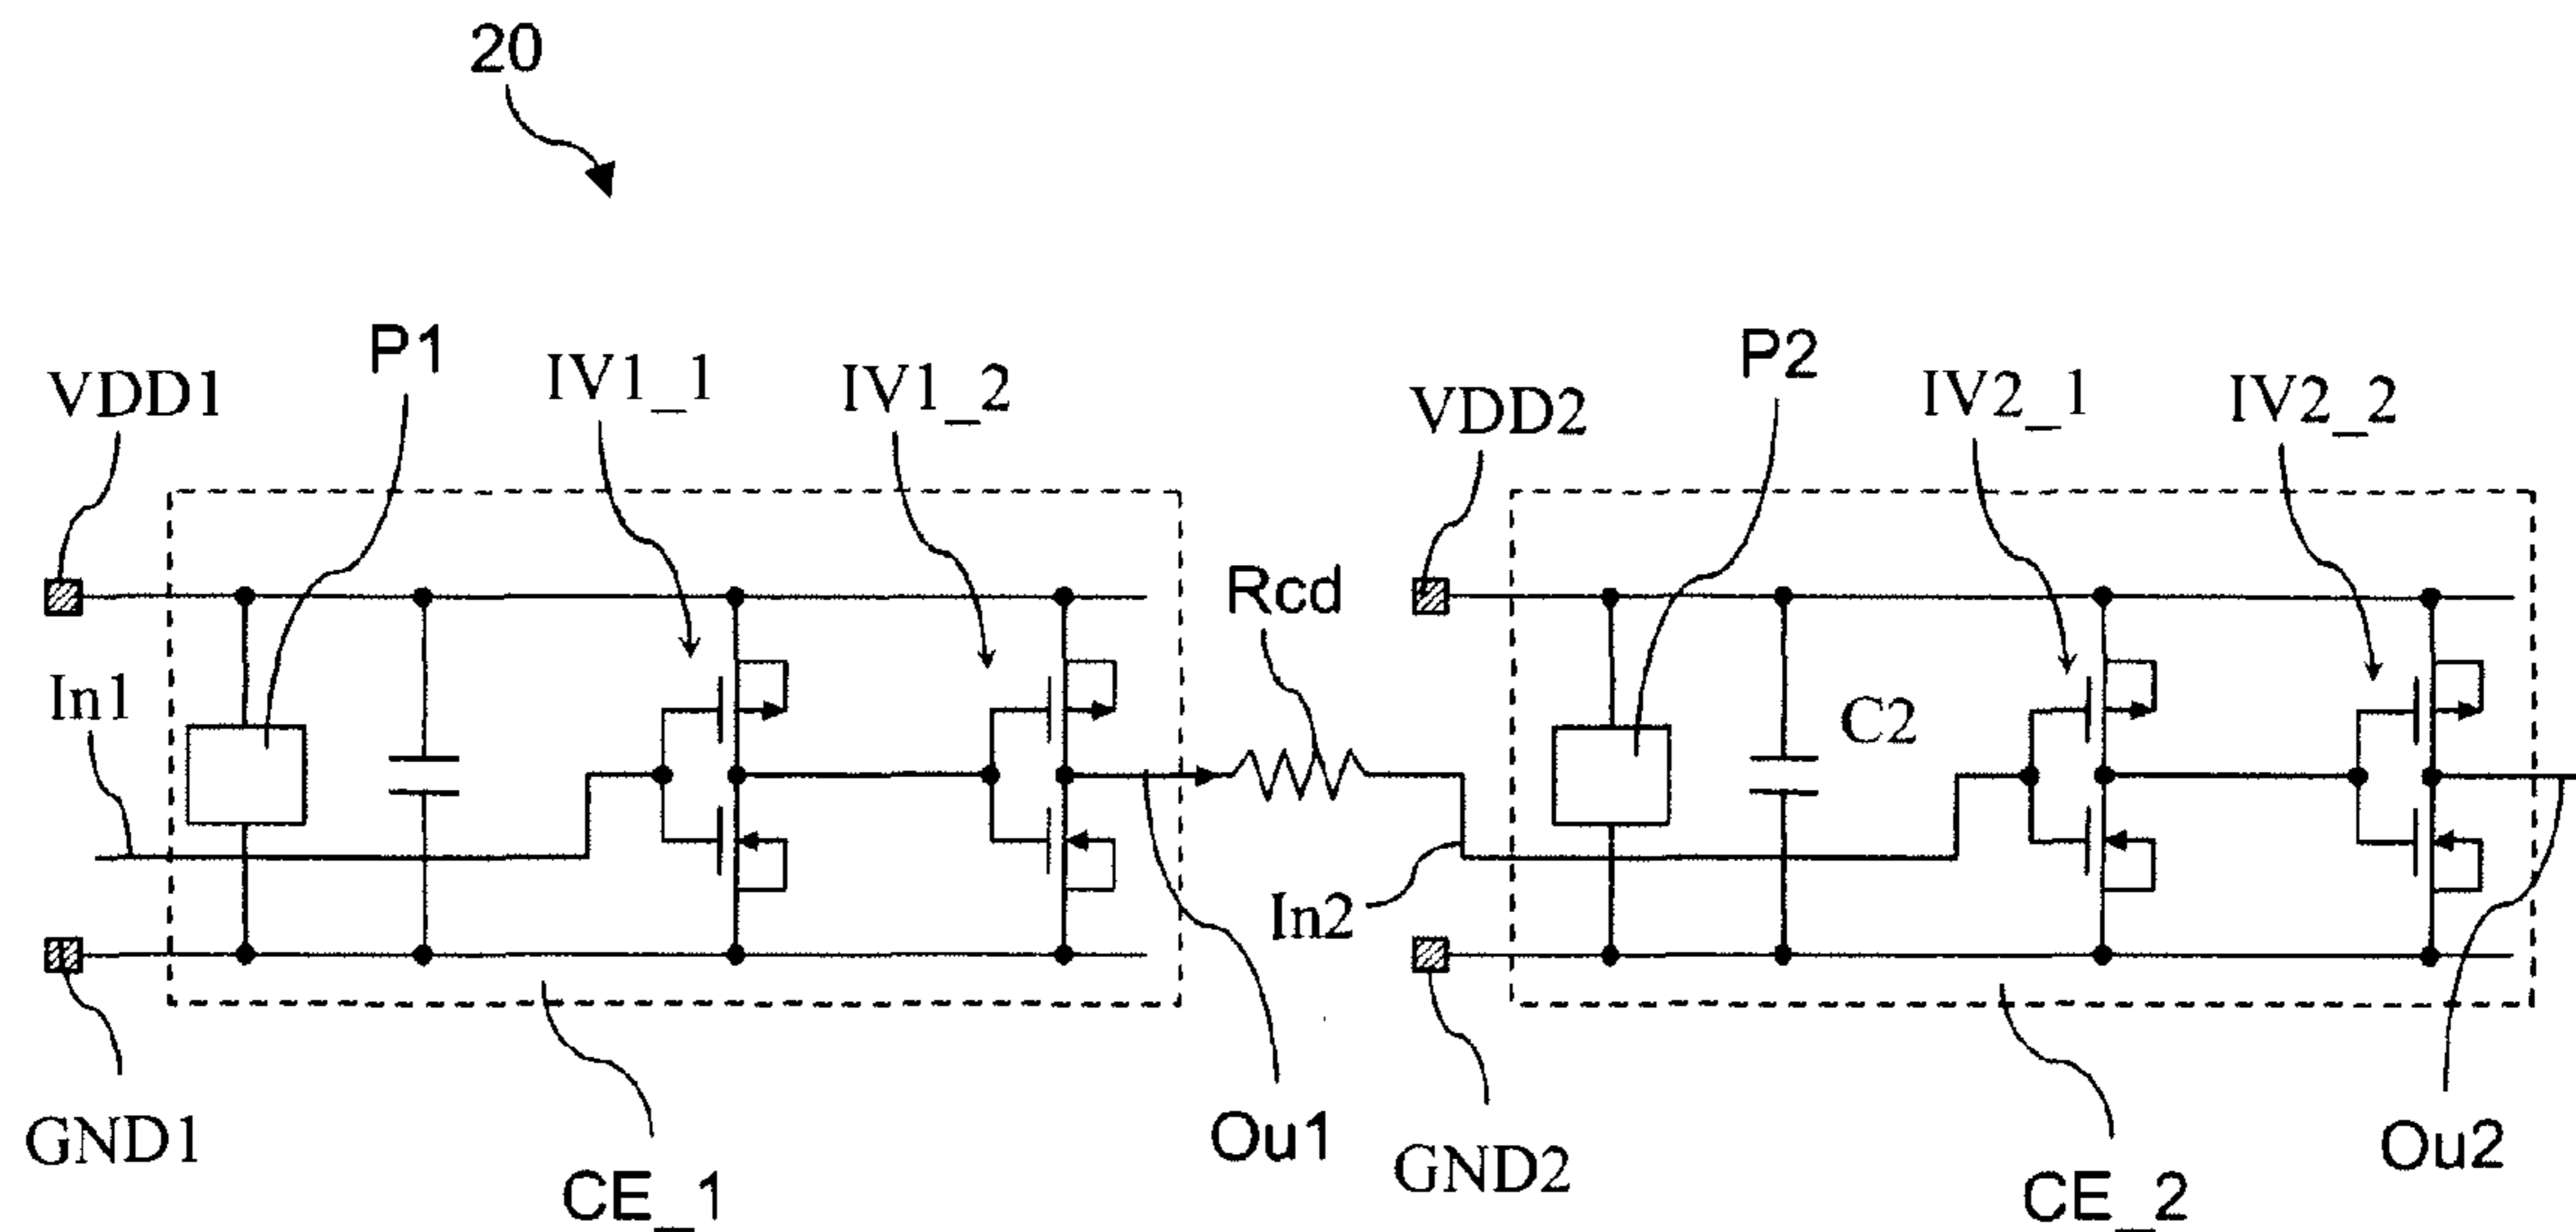 20
P1
IV1_1
IV1_2
VDD1
P2
IV2_1
IV2_2
VDD2
Rcd
In1
C2
In2
GND1
Ou1
GND2
Ou2
CE_1
CE_2